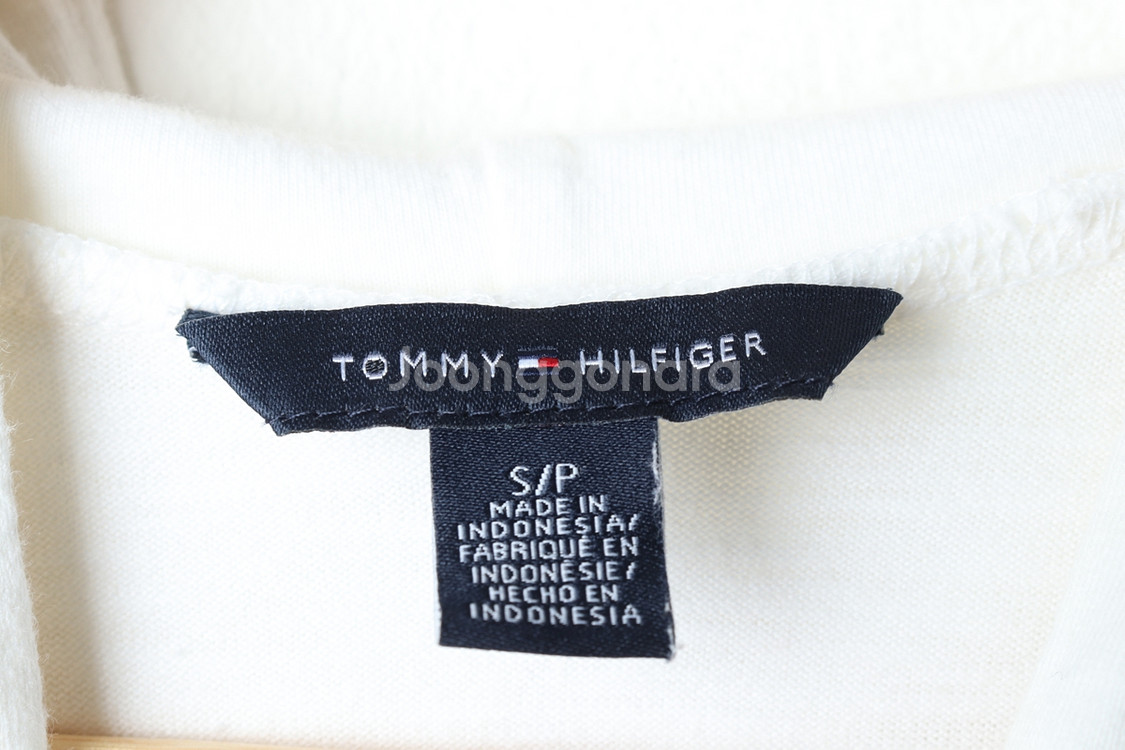 TOMMY HILFIGER
Joonggonara
S/P
MADE IN
INDONESIA/
FABRIQUÉ EN
INDONÉSIE/
HECHO EN
INDONESIA